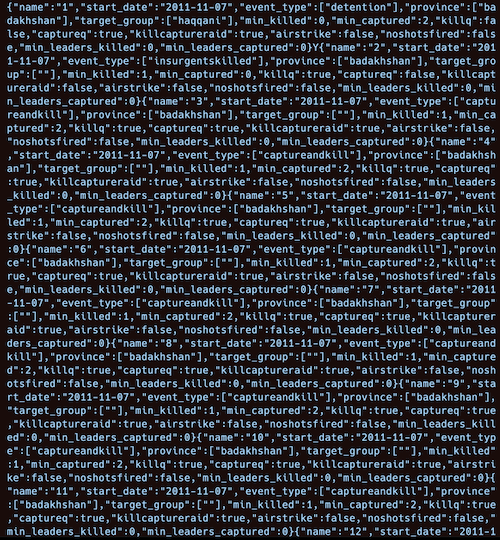 {"name":"1","start_date":"2011-11-07","event_type":["detention"],"province":["ba
dakhshan"],"target_group":["haqqani"],"min_killed":0,"min_captured":2,"killq":fa
lse,"captureq":true,"killcaptureraid":true,"airstrike":false,"noshotsfired":fals
e,"min_leaders_killed":0,"min_leaders_captured":0}Y{"name":"2","start_date":"201
1-11-07","event_type":["insurgentskilled"],"province":["badakhshan"],"target_gro
up":[""],"min_killed":1,"min_captured":0,"killq":true,"captureq":false,"killcapt
ureraid":false,"airstrike":false,"noshotsfired":false,"min_leaders_killed":0,"mi
n_leaders_captured":0}{"name":"3","start_date":"2011-11-07","event_type":["captu
reandkill"],"province":["badakhshan"],"target_group":[""],"min_killed":1,"min_ca
ptured":2,"killq":true,"captureq":true,"killcaptureraid":true,"airstrike":false,
"noshotsfired":false,"min_leaders_killed":0,"min_leaders_captured":0}{"name":"4"
,"start_date":"2011-11-07","event_type":["captureandkill"],"province":["badakhsh
an"],"target_group":[""],"min_killed":1,"min_captured":2,"killq":true,"captureq"
:true,"killcaptureraid":true,"airstrike":false,"noshotsfired":false,"min_leaders
_killed":0,"min_leaders_captured":0}{"name":"5","start_date":"2011-11-07","event
_type":["captureandkill"],"province":["badakhshan"],"target_group":[""],"min_kil
led":1,"min_captured":2,"killq":true,"captureq":true,"killcaptureraid":true,"air
strike":false,"noshotsfired":false,"min_leaders_killed":0,"min_leaders_captured"
:0}{"name":"6","start_date":"2011-11-07","event_type":["captureandkill"],"provin
ce":["badakhshan"],"target_group":[""],"min_killed":1,"min_captured":2,"killq":t
rue,"captureq":true,"killcaptureraid":true,"airstrike":false,"noshotsfired":fals
e,"min_leaders_killed":0,"min_leaders_captured":0}{"name":"7","start_date":"2011
-11-07","event_type":["captureandkill"],"province":["badakhshan"],"target_group"
:[""],"min_killed":1,"min_captured":2,"killq":true,"captureq":true,"killcapturer
aid":true,"airstrike":false,"noshotsfired":false,"min_leaders_killed":0,"min_lea
ders_captured":0}{"name":"8","start_date":"2011-11-07","event_type":["captureand
kill"],"province":["badakhshan"],"target_group":[""],"min_killed":1,"min_capture
d":2,"killq":true,"captureq":true,"killcaptureraid":true,"airstrike":false,"nosh
otsfired":false,"min_leaders_killed":0,"min_leaders_captured":0}{"name":"9","sta
rt_date":"2011-11-07","event_type":["captureandkill"],"province":["badakhshan"],
"target_group":[""],"min_killed":1,"min_captured":2,"killq":true,"captureq":true
,"killcaptureraid":true,"airstrike":false,"noshotsfired":false,"min_leaders_kill
ed":0,"min_leaders_captured":0}{"name":"10","start_date":"2011-11-07","event_typ
e":["captureandkill"],"province":["badakhshan"],"target_group":[""],"min_killed"
:1,"min_captured":2,"killq":true,"captureq":true,"killcaptureraid":true,"airstri
ke":false,"noshotsfired":false,"min_leaders_killed":0,"min_leaders_captured":0}{
"name":"11","start_date":"2011-11-07","event_type":["captureandkill"],"province"
:["badakhshan"],"target_group":[""],"min_killed":1,"min_captured":2,"killq":true
,"captureq":true,"killcaptureraid":true,"airstrike":false,"noshotsfired":false,"
min_leaders_killed":0,"min_leaders_captured":0}{"name":"12","start_date":"2011-1